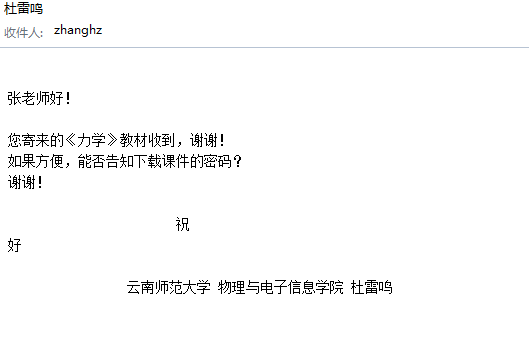 杜雷鸣
收件人: zhanghz
张老师好！
您寄来的《力学》教材收到，谢谢！
如果方便，能否告知下载课件的密码？
谢谢！
祝
好
云南师范大学 物理与电子信息学院 杜雷鸣